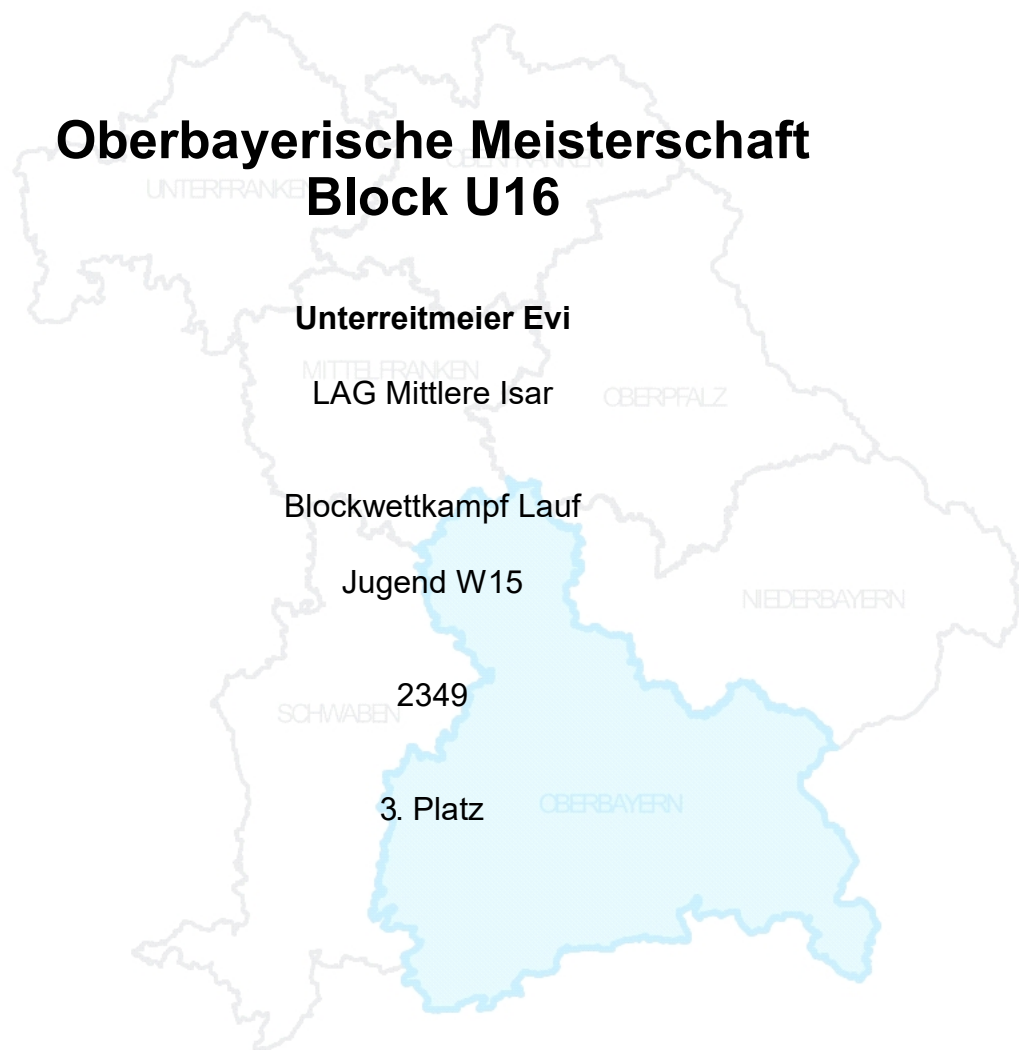 Oberbayerische Meisterschaft
OBERFRANKEN
UNTERFRANKEN
Block U16
Unterreitmeier Evi
MITTELFRANKEN
LAG Mittlere Isar
OBERPFALZ
Blockwettkampf Lauf
Jugend W15
NIEDERBAYERN
2349
SCHWABEN
3. Platz
OBERBAYERN